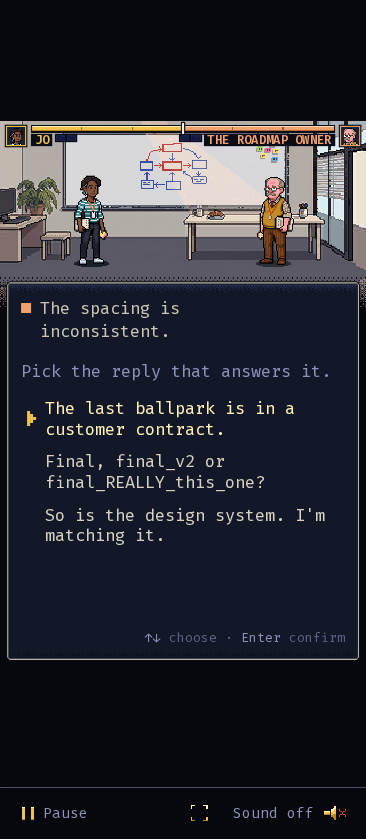 JO
THE ROADMAP OWNER
The spacing is
inconsistent.
Pick the reply that answers it.
The last ballpark is in a
customer contract.
Final, final_v2 or
final_REALLY_this_one?
So is the design system. I'm
matching it.
↑↓ choose · Enter confirm
Pause
Sound off